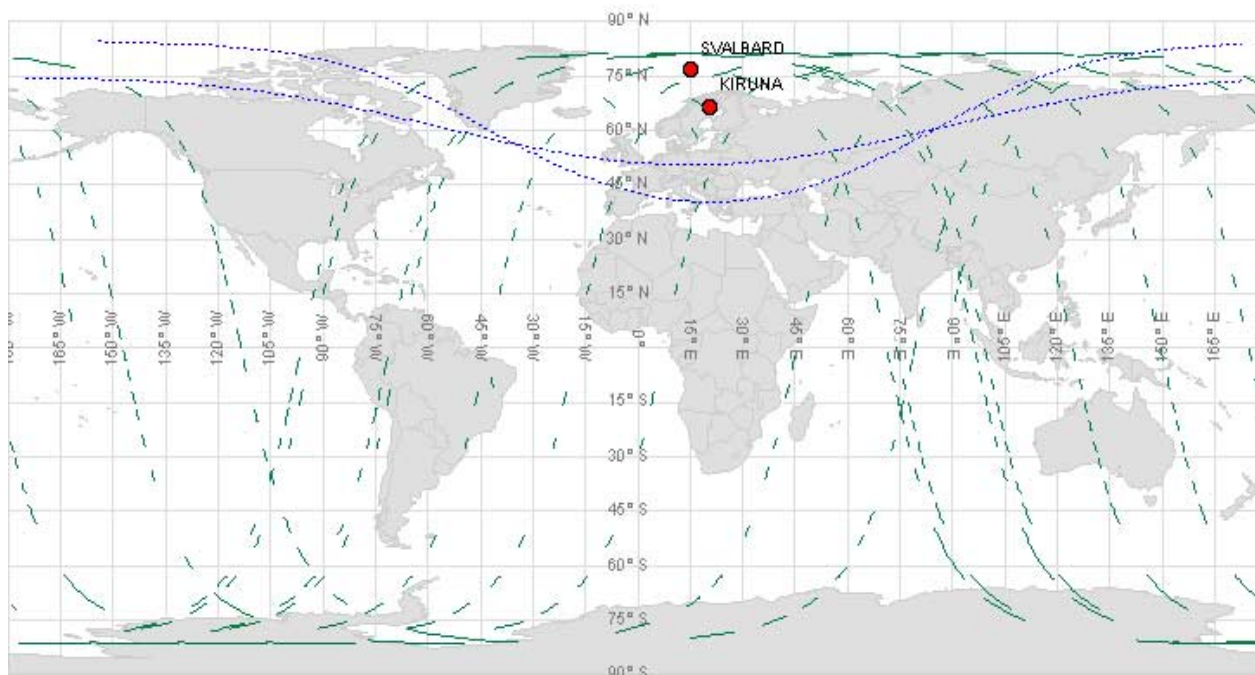 90° N
SVALBARD
75° N
KIRUNA
60° N
45° N
30° N
15° N
165° W
150° W
135° W
120° W
105° W
90° W
75° W
60° W
45° W
30° W
15° W
0°
15° E
30° E
45° E
60° E
75° E
90° E
105° E
120° E
135° E
150° E
165° E
15° S
30° S
45° S
60° S
75° S
90° S